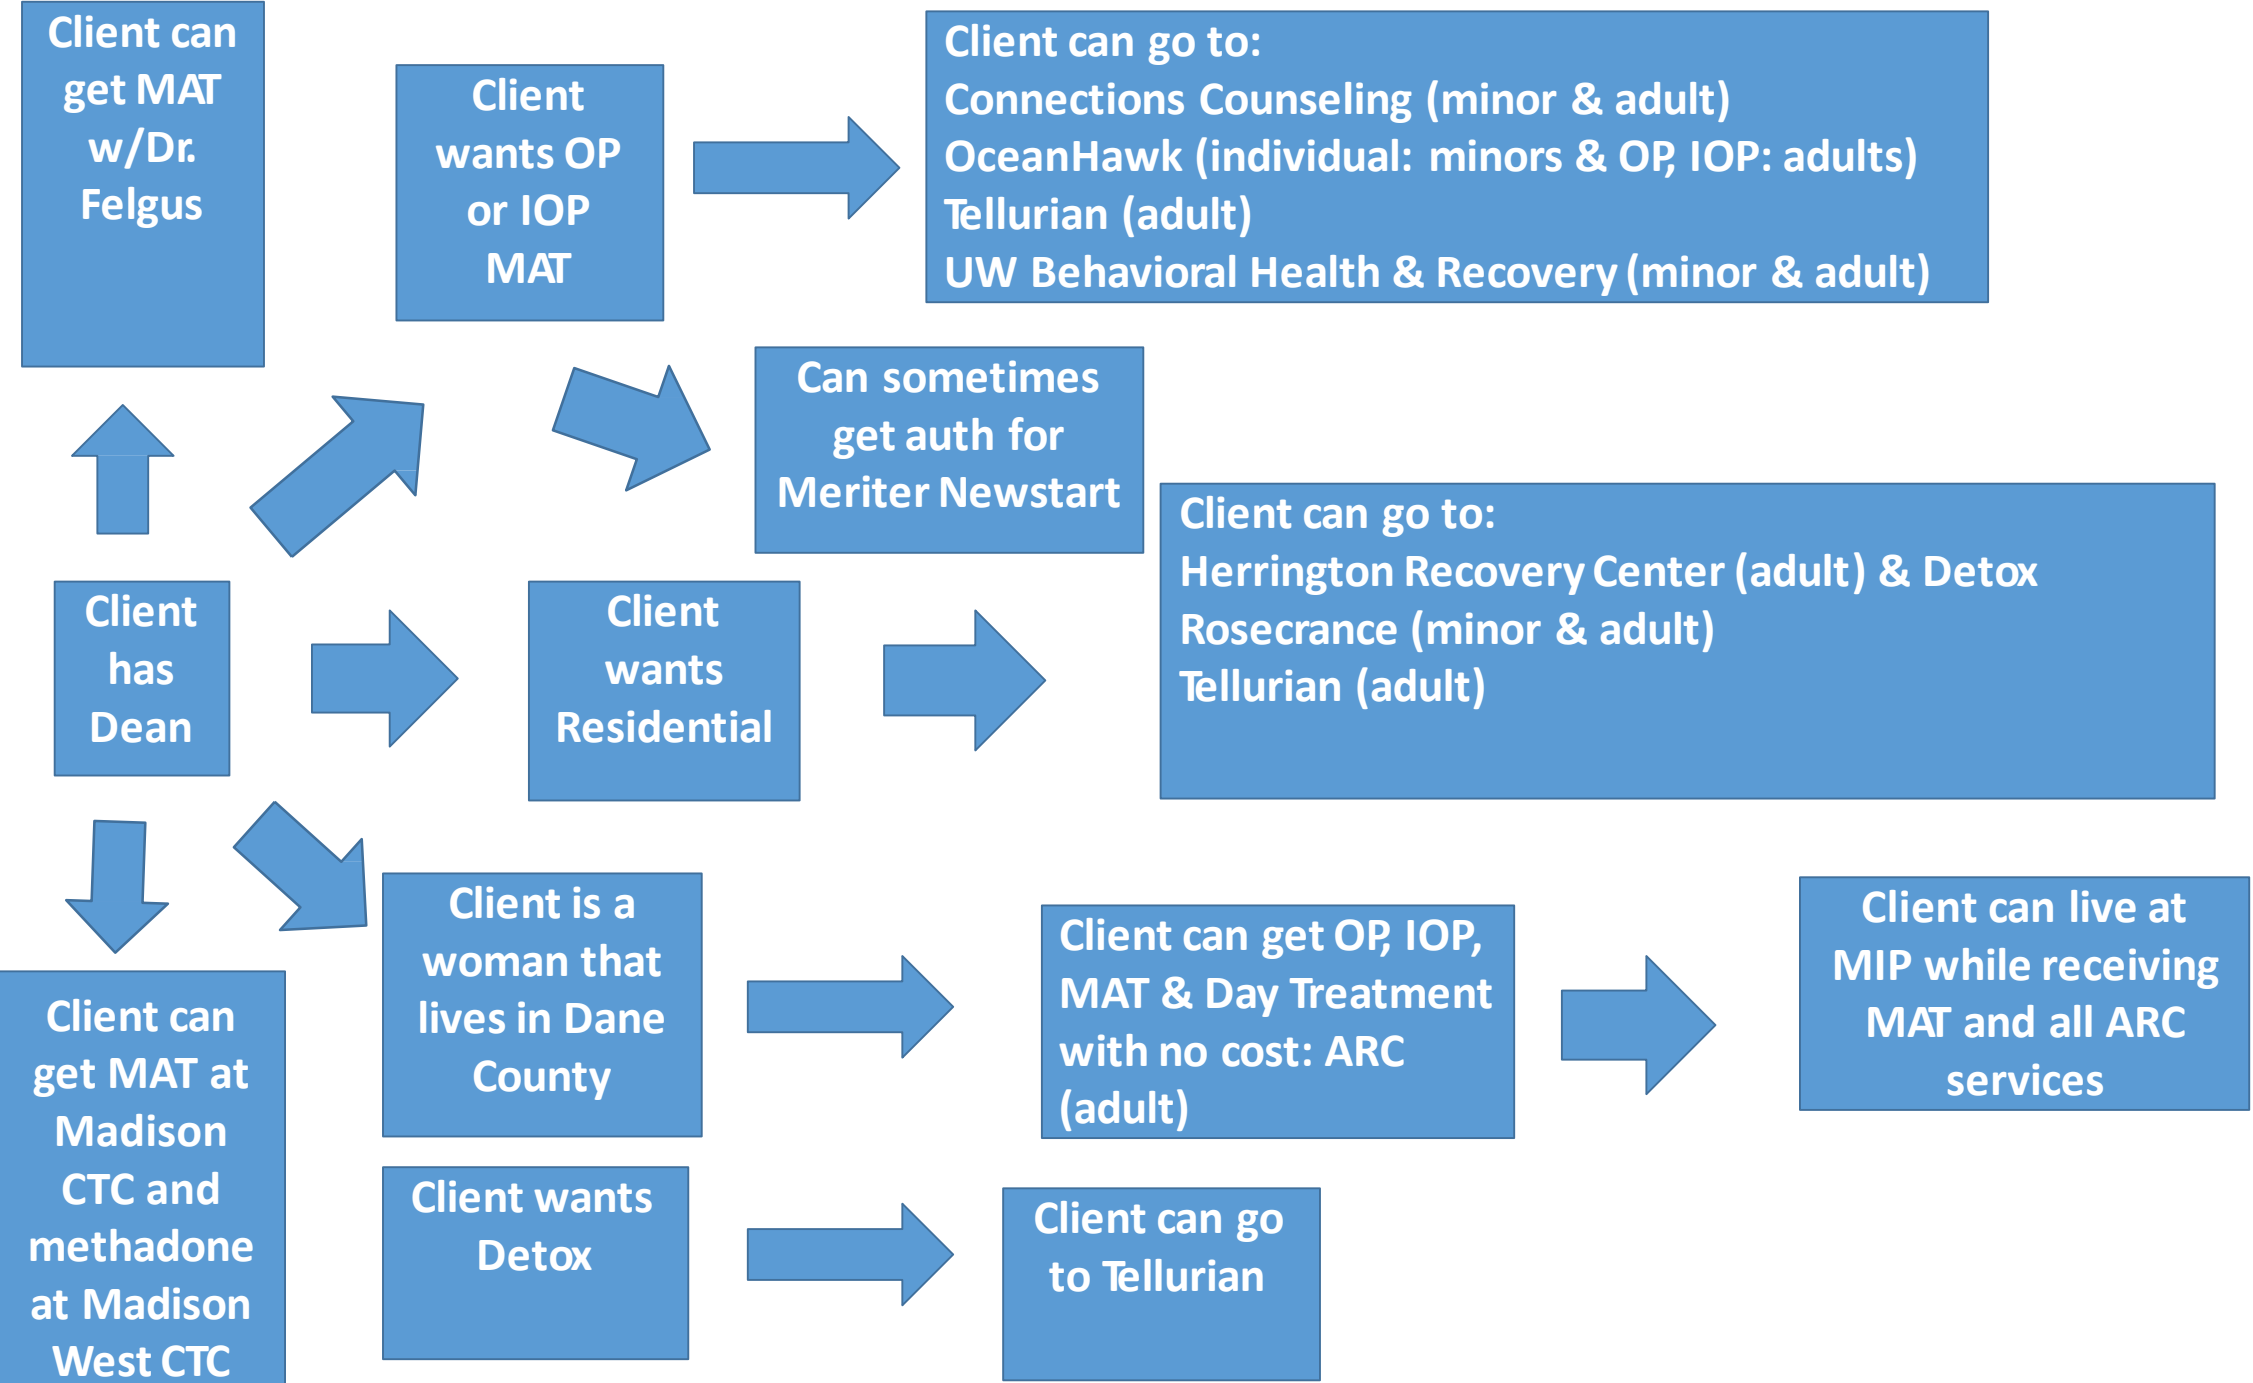 Client can
get MAT
w/Dr.
Felgus
Client
wants OP
or IOP
MAT
Client can go to:
Connections Counseling (minor & adult)
OceanHawk (individual: minors & OP, IOP: adults)
Tellurian (adult)
UW Behavioral Health & Recovery (minor & adult)
Can sometimes
get auth for
Meriter Newstart
Client can go to:
Herrington Recovery Center (adult) & Detox
Rosecrance (minor & adult)
Tellurian (adult)
Client
has
Dean
Client
wants
Residential
Client is a
woman that
lives in Dane
County
Client can get OP, IOP,
MAT & Day Treatment
with no cost: ARC
(adult)
Client can live at
MIP while receiving
MAT and all ARC
services
Client can
get MAT at
Madison
CTC and
methadone
at Madison
West CTC
Client wants
Detox
Client can go
to Tellurian